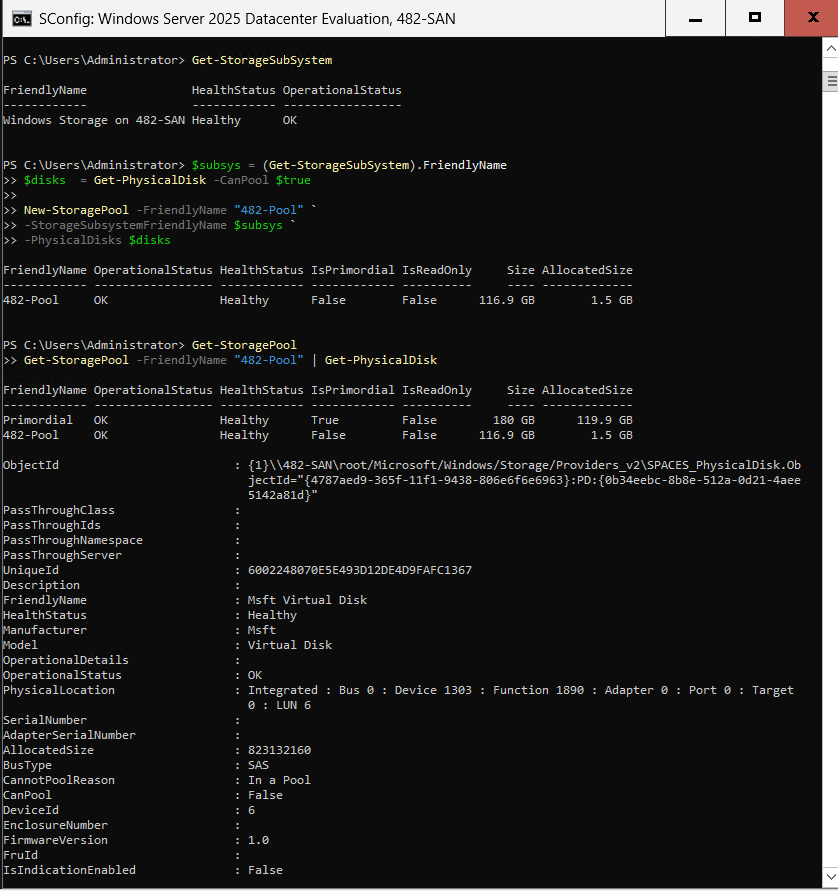 SConfig: Windows Server 2025 Datacenter Evaluation, 482-SAN
PS C:\Users\Administrator> Get-StorageSubSystem
FriendlyName HealthStatus OperationalStatus
------------ ------------ -----------------
Windows Storage on 482-SAN Healthy OK
PS C:\Users\Administrator> $subsys = (Get-StorageSubSystem).FriendlyName
>> $disks  = Get-PhysicalDisk -CanPool $true
>>
>> New-StoragePool -FriendlyName "482-Pool" `
>> -StorageSubsystemFriendlyName $subsys `
>> -PhysicalDisks $disks
FriendlyName OperationalStatus HealthStatus IsPrimordial IsReadOnly     Size AllocatedSize
------------ ----------------- ------------ ------------ ----------     ---- -------------
482-Pool     OK                Healthy      False        False      116.9 GB        1.5 GB
PS C:\Users\Administrator> Get-StoragePool
>> Get-StoragePool -FriendlyName "482-Pool" | Get-PhysicalDisk
FriendlyName OperationalStatus HealthStatus IsPrimordial IsReadOnly     Size AllocatedSize
------------ ----------------- ------------ ------------ ----------     ---- -------------
Primordial   OK                Healthy      True         False        180 GB      119.9 GB
482-Pool     OK                Healthy      False        False      116.9 GB        1.5 GB
ObjectId : {1}\\482-SAN\root/Microsoft/Windows/Storage/Providers_v2\SPACES_PhysicalDisk.Ob
jectId="{4787aed9-365f-11f1-9438-806e6f6e6963}:PD:{0b34eebc-8b8e-512a-0d21-4aee
5142a81d}"
PassThroughClass :
PassThroughIds :
PassThroughNamespace :
PassThroughServer :
UniqueId : 6002248070E5E493D12DE4D9FAFC1367
Description :
FriendlyName : Msft Virtual Disk
HealthStatus : Healthy
Manufacturer : Msft
Model : Virtual Disk
OperationalDetails :
OperationalStatus : OK
PhysicalLocation : Integrated : Bus 0 : Device 1303 : Function 1890 : Adapter 0 : Port 0 : Target
0 : LUN 6
SerialNumber :
AdapterSerialNumber :
AllocatedSize : 823132160
BusType : SAS
CannotPoolReason : In a Pool
CanPool : False
DeviceId : 6
EnclosureNumber :
FirmwareVersion : 1.0
FruId :
IsIndicationEnabled : False